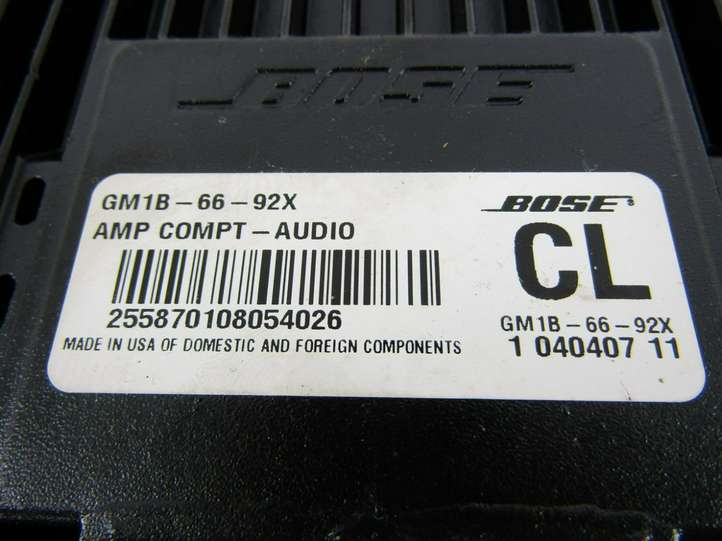 BOSE
GM1B-66-92X
BOSE®
AMP COMPT-AUDIO
CL
255870108054026
GM1B-66-92X
MADE IN USA OF DOMESTIC AND FOREIGN COMPONENTS
1 040407 11